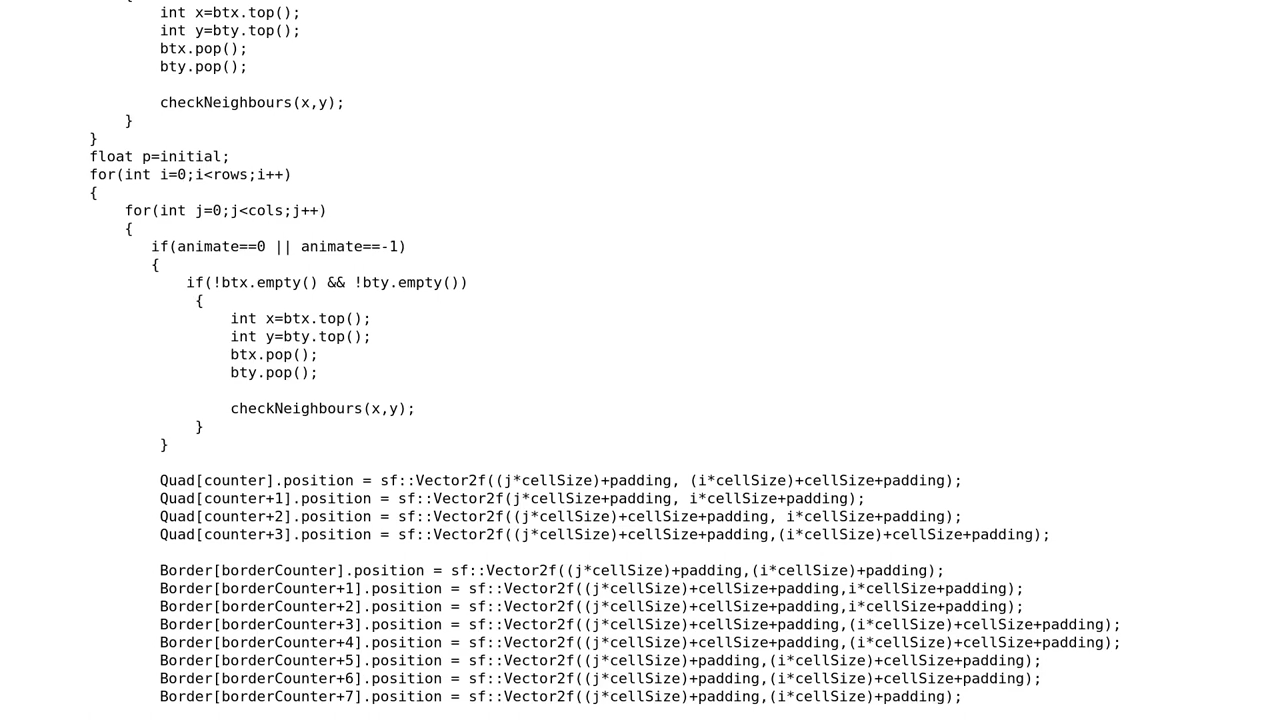 {
int x=btx.top();
int y=bty.top();
btx.pop();
bty.pop();
checkNeighbours(x,y);
}
}
float p=initial;
for(int i=0;i<rows;i++)
{
for(int j=0;j<cols;j++)
{
if(animate==0 || animate==-1)
{
if(!btx.empty() && !bty.empty())
{
int x=btx.top();
int y=bty.top();
btx.pop();
bty.pop();
checkNeighbours(x,y);
}
}
Quad[counter].position = sf::Vector2f((j*cellSize)+padding, (i*cellSize)+cellSize+padding);
Quad[counter+1].position = sf::Vector2f(j*cellSize+padding, i*cellSize+padding);
Quad[counter+2].position = sf::Vector2f((j*cellSize)+cellSize+padding, i*cellSize+padding);
Quad[counter+3].position = sf::Vector2f((j*cellSize)+cellSize+padding,(i*cellSize)+cellSize+padding);
Border[borderCounter].position = sf::Vector2f((j*cellSize)+padding,(i*cellSize)+padding);
Border[borderCounter+1].position = sf::Vector2f((j*cellSize)+cellSize+padding,i*cellSize+padding);
Border[borderCounter+2].position = sf::Vector2f((j*cellSize)+cellSize+padding,i*cellSize+padding);
Border[borderCounter+3].position = sf::Vector2f((j*cellSize)+cellSize+padding,(i*cellSize)+cellSize+padding);
Border[borderCounter+4].position = sf::Vector2f((j*cellSize)+cellSize+padding,(i*cellSize)+cellSize+padding);
Border[borderCounter+5].position = sf::Vector2f((j*cellSize)+padding,(i*cellSize)+cellSize+padding);
Border[borderCounter+6].position = sf::Vector2f((j*cellSize)+padding,(i*cellSize)+cellSize+padding);
Border[borderCounter+7].position = sf::Vector2f((j*cellSize)+padding,(i*cellSize)+padding);